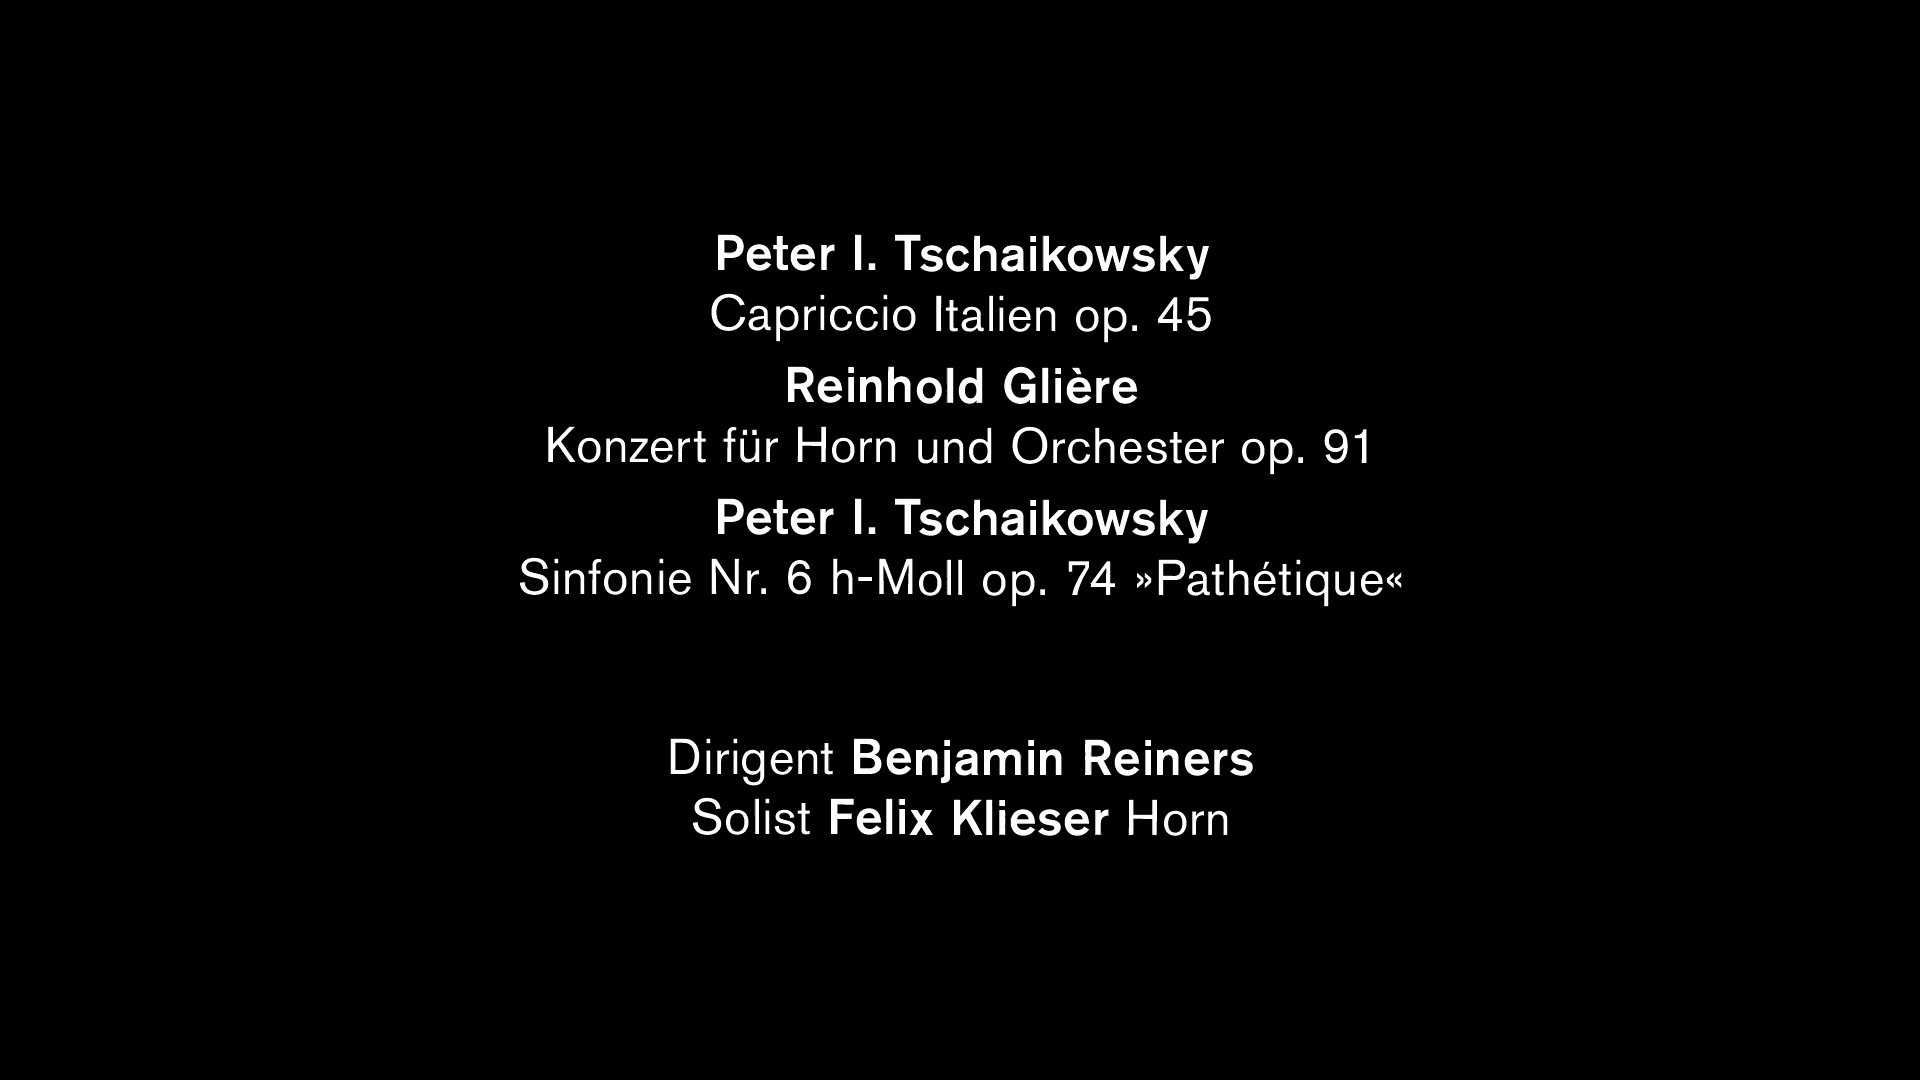 Peter I. Tschaikowsky
Capriccio Italien op. 45
Reinhold Glière
Konzert für Horn und Orchester op. 91
Peter I. Tschaikowsky
Sinfonie Nr. 6 h-Moll op. 74 »Pathétique«
Dirigent Benjamin Reiners
Solist Felix Klieser Horn